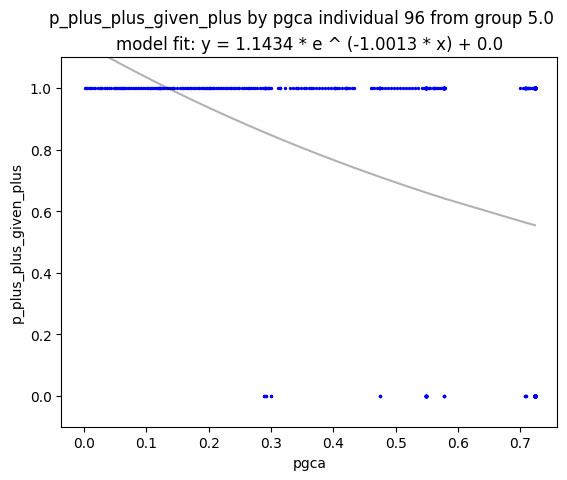 p_plus_plus_given_plus by pgca individual 96 from group 5.0
model fit: y = 1.1434 * e ^ (-1.0013 * x) + 0.0
p_plus_plus_given_plus
1.0
0.8
0.6
0.4
0.2
0.0
0.0 0.1 0.2 0.3 0.4 0.5 0.6 0.7
pgca